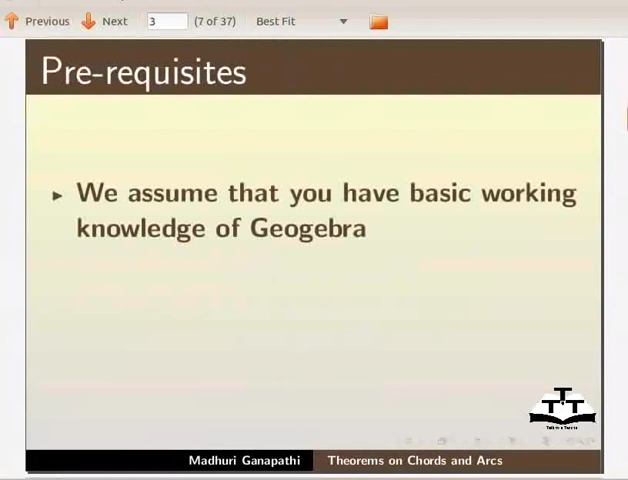 Previous Next 3 (7 of 37) Best Fit
Pre-requisites
We assume that you have basic working
knowledge of Geogebra
Madhuri Ganapathi Theorems on Chords and Arcs